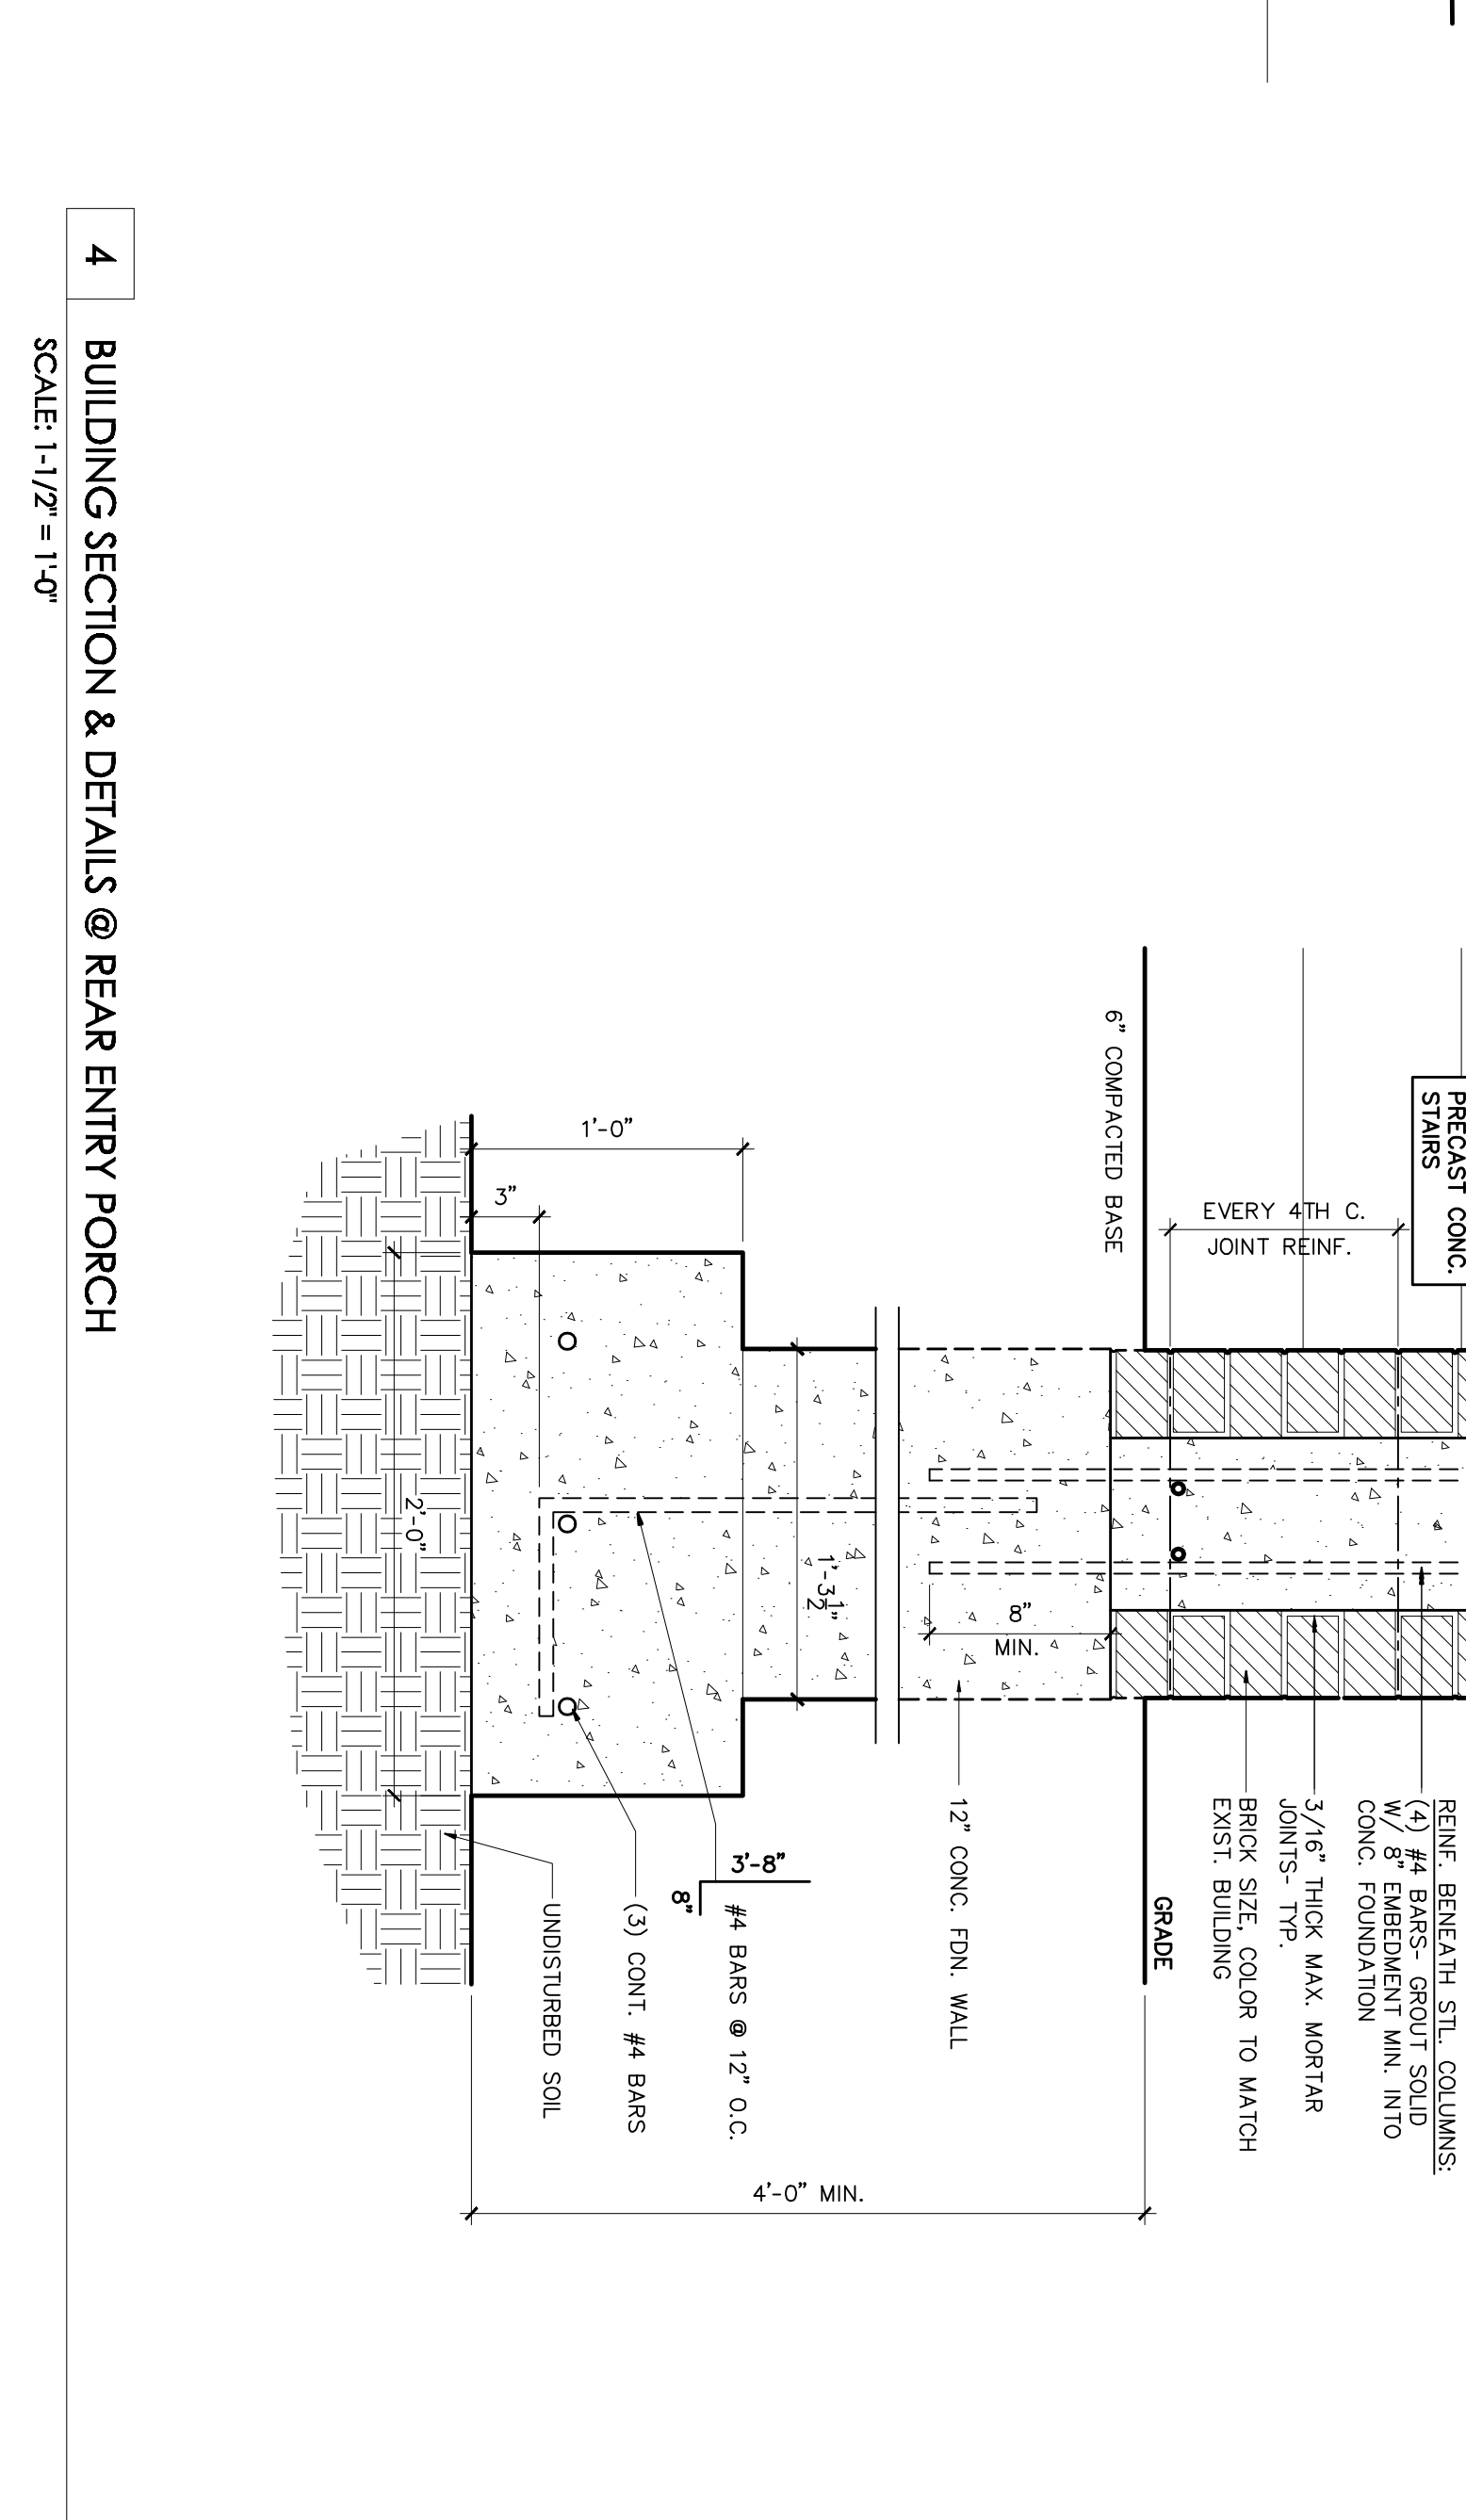 PRECAST CONC.
STAIRS
EVERY 4TH C.
JOINT REINF.
6" COMPACTED BASE
REINF. BENEATH STL. COLUMNS:
(4) #4 BARS- GROUT SOLID
W/ 8" EMBEDMENT MIN. INTO
CONC. FOUNDATION
3/16" THICK MAX. MORTAR
JOINTS- TYP.
BRICK SIZE, COLOR TO MATCH
EXIST. BUILDING
GRADE
8"
MIN.
12" CONC. FDN. WALL
1'-3 1/2"
1'-0"
3"
3'-8"
8"
#4 BARS @ 12" O.C.
(3) CONT. #4 BARS
UNDISTURBED SOIL
2'-0"
4'-0" MIN.
4
BUILDING SECTION & DETAILS @ REAR ENTRY PORCH
SCALE: 1-1/2" = 1'-0"